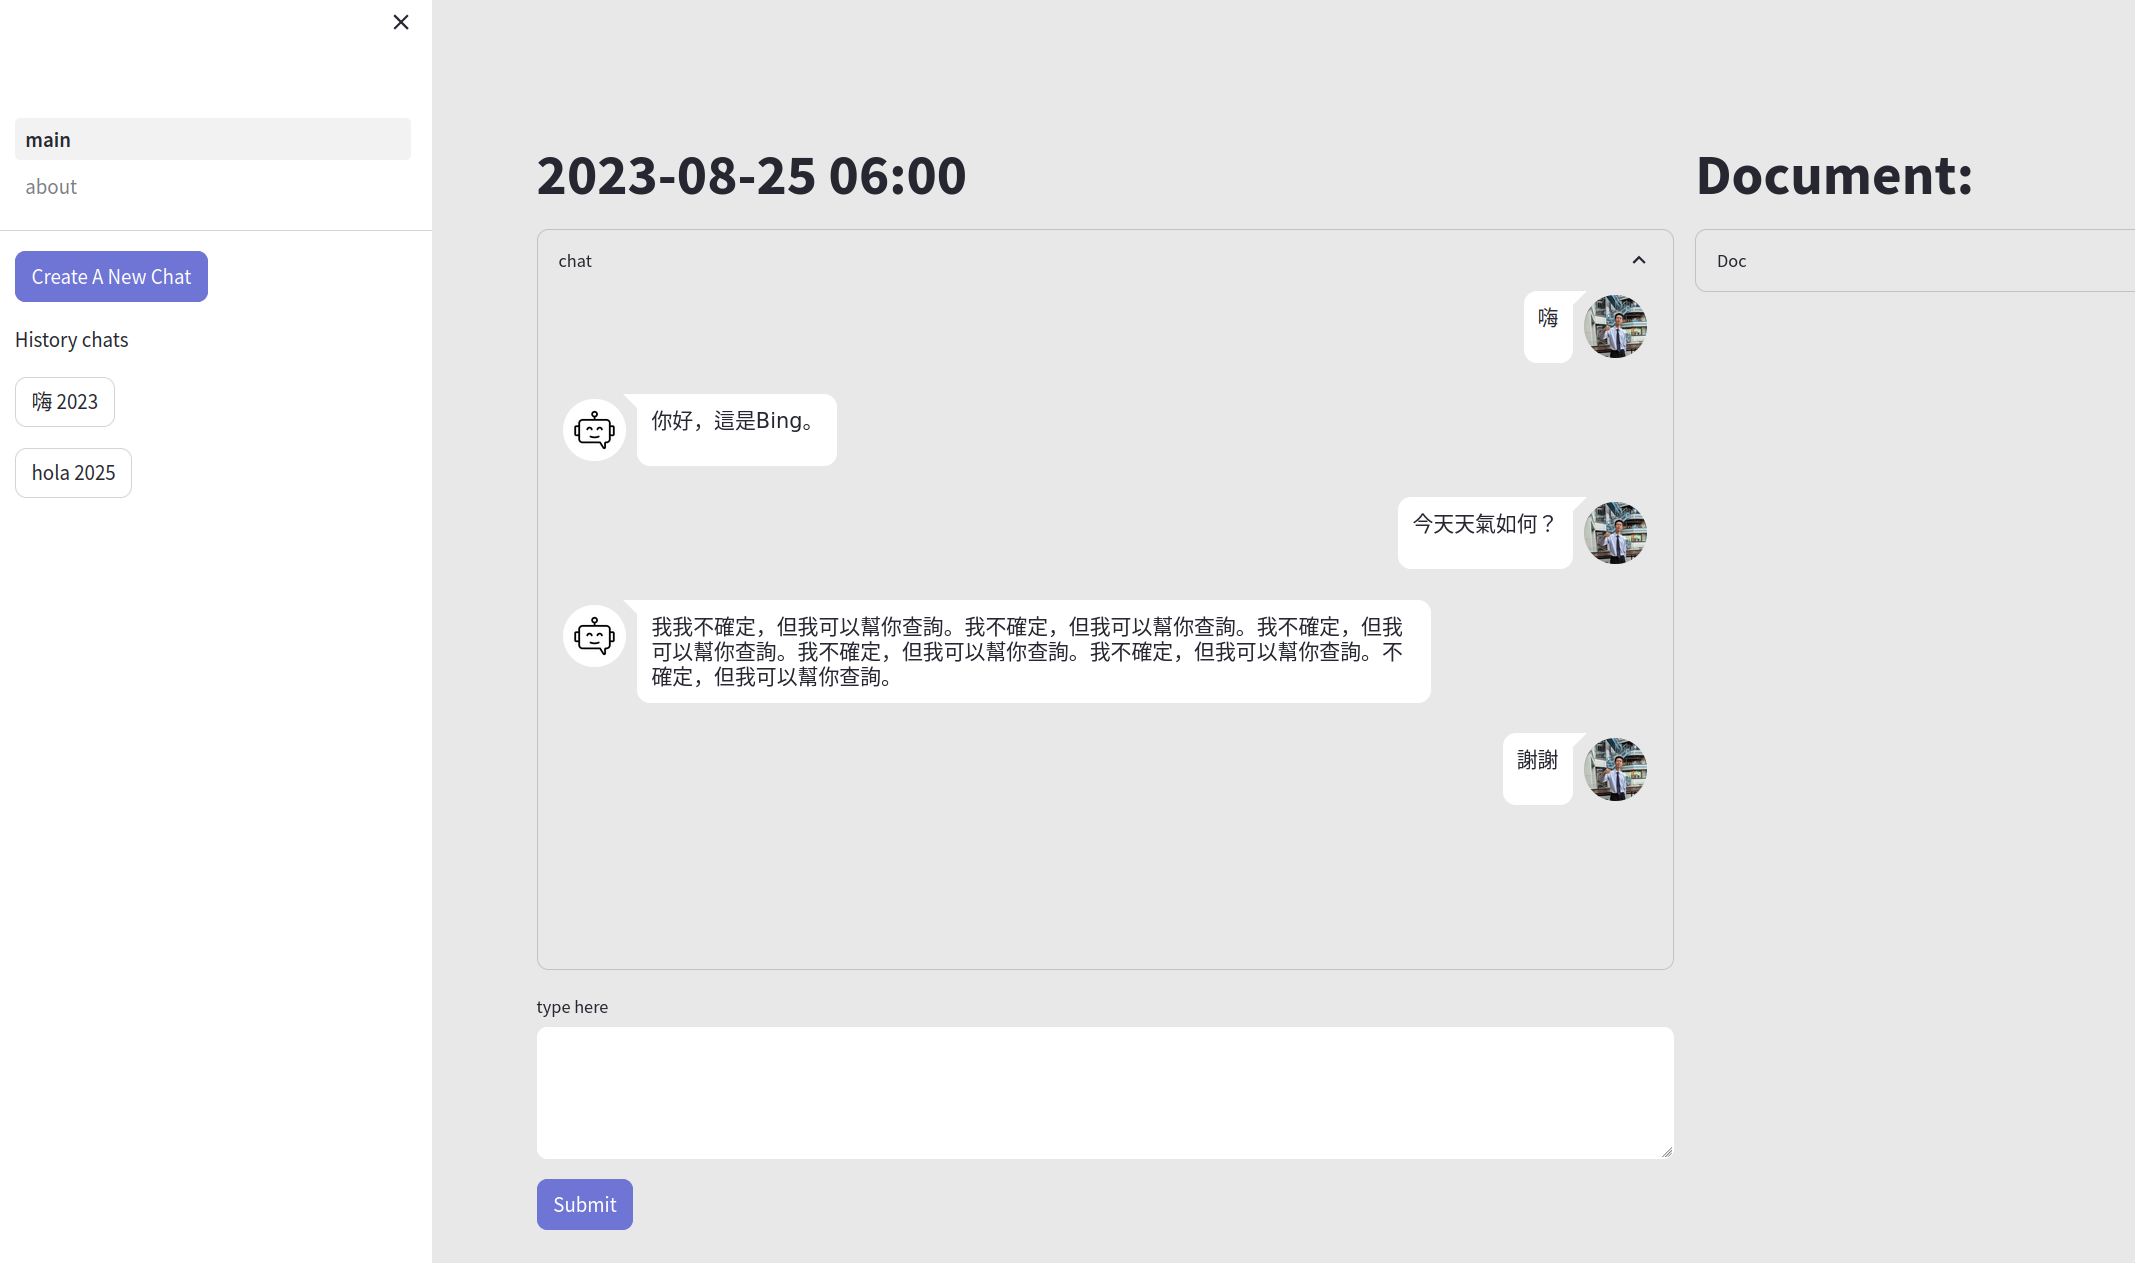 main
about
Create A New Chat
History chats
嗨 2023
hola 2025
2023-08-25 06:00
chat
嗨
你好，這是Bing。
今天天氣如何？
我我不確定，但我可以幫你查詢。我不確定，但我可以幫你查詢。我不確定，但我
可以幫你查詢。我不確定，但我可以幫你查詢。我不確定，但我可以幫你查詢。不
確定，但我可以幫你查詢。
謝謝
type here
Submit
Document:
Doc